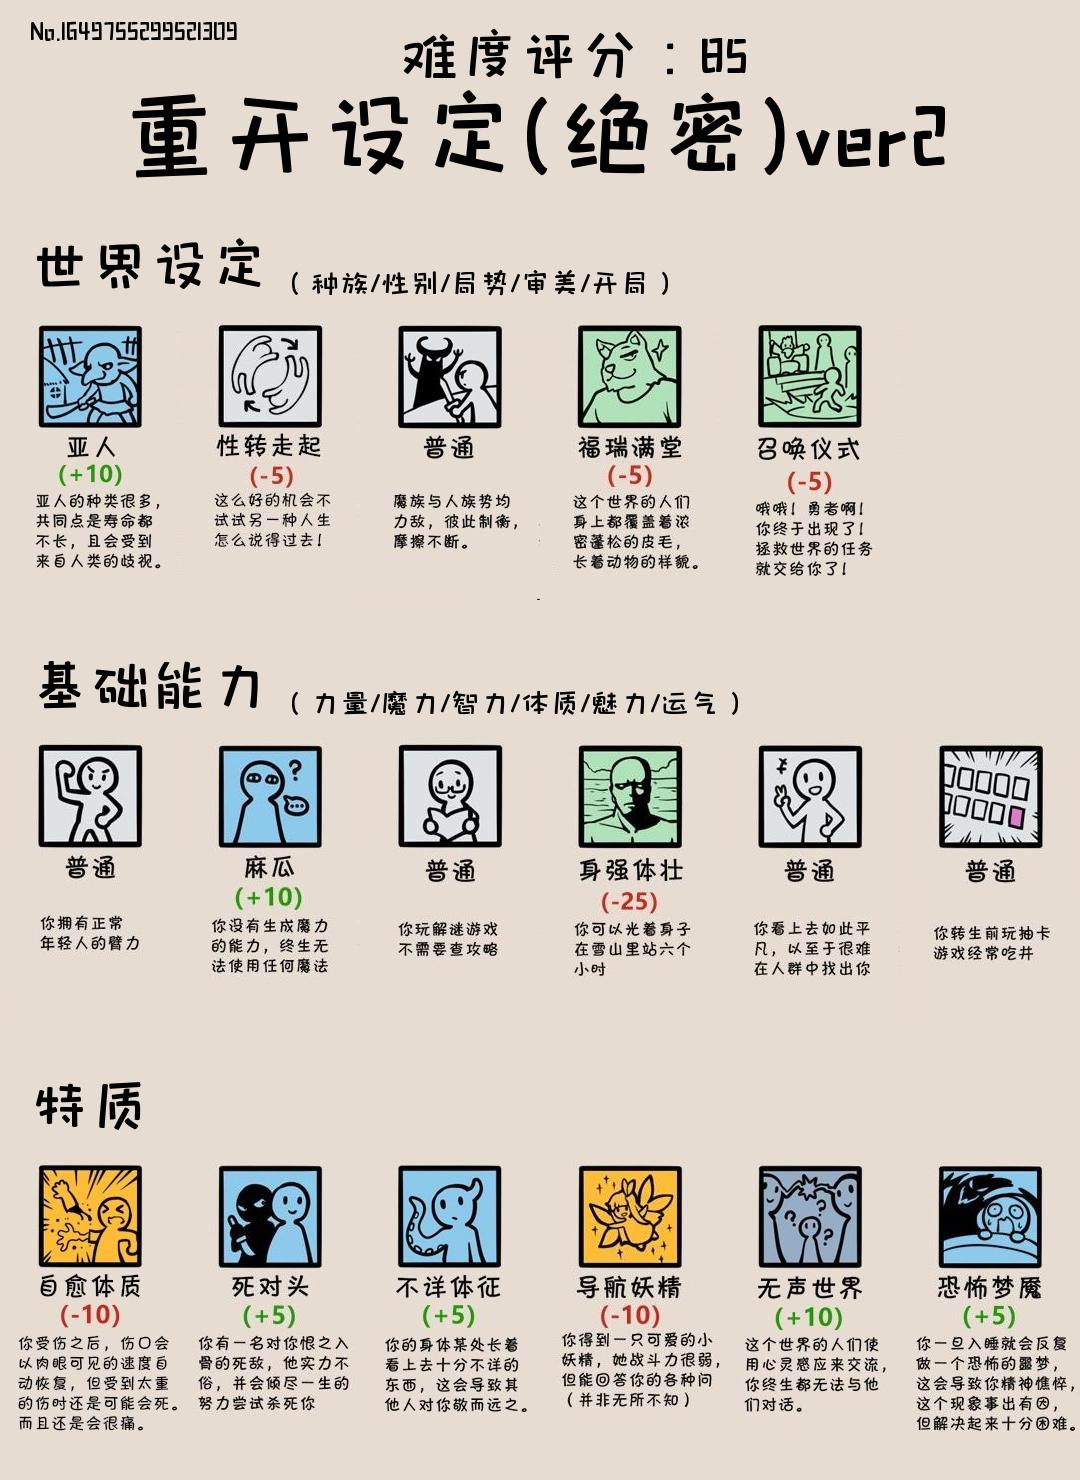 No.1649755299521309
难度评分:85
重开设定(绝密)ver2
世界设定 (种族/性别/局势/审美/开局)
亚人
(+10)
亚人的种类很多,
共同点是寿命都
不长,且会受到
来自人类的歧视。
性转走起
(-5)
这么好的机会不
试试另一种人生
怎么说得过去!
普通
魔族与人族势均
力敌,彼此制衡,
摩擦不断。
福瑞满堂
(-5)
这个世界的人们
身上都覆盖着浓
密蓬松的皮毛,
长着动物的样貌。
召唤仪式
(-5)
哦哦!勇者啊!
你终于出现了!
拯救世界的任务
就交给你了!
基础能力 (力量/魔力/智力/体质/魅力/运气)
普通
你拥有正常
年轻人的臂力
麻瓜
(+10)
你没有生成魔力
的能力,终生无
法使用任何魔法
普通
你玩解谜游戏
不需要查攻略
身强体壮
(-25)
你可以光着身子
在雪山里站六个
小时
普通
你看上去如此平
凡,以至于很难
在人群中找出你
普通
你转生前玩抽卡
游戏经常吃井
特质
自愈体质
(-10)
你受伤之后,伤口会
以肉眼可见的速度自
动恢复,但受到太重
的伤时还是可能会死。
而且还是会很痛。
死对头
(+5)
你有一名对你恨之入
骨的死敌,他实力不
俗,并会倾尽一生的
努力尝试杀死你
不详体征
(+5)
你的身体某处长着
看上去十分不详的
东西,这会导致其
他人对你敬而远之。
导航妖精
(-10)
你得到一只可爱的小
妖精,她战斗力很弱,
但能回答你的各种问
(并非无所不知)
无声世界
(+10)
这个世界的人们使
用心灵感应来交流,
你终生都无法与他
们对话。
恐怖梦魇
(+5)
你一旦入睡就会反复
做一个恐怖的噩梦,
这会导致你精神憔悴,
这个现象事出有因,
但解决起来十分困难。